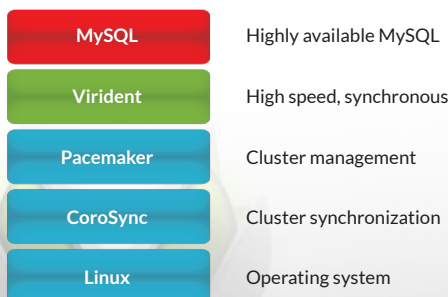 MySQL Highly available MySQL
Virident High speed, synchronous
Pacemaker Cluster management
CoroSync Cluster synchronization
Linux Operating system